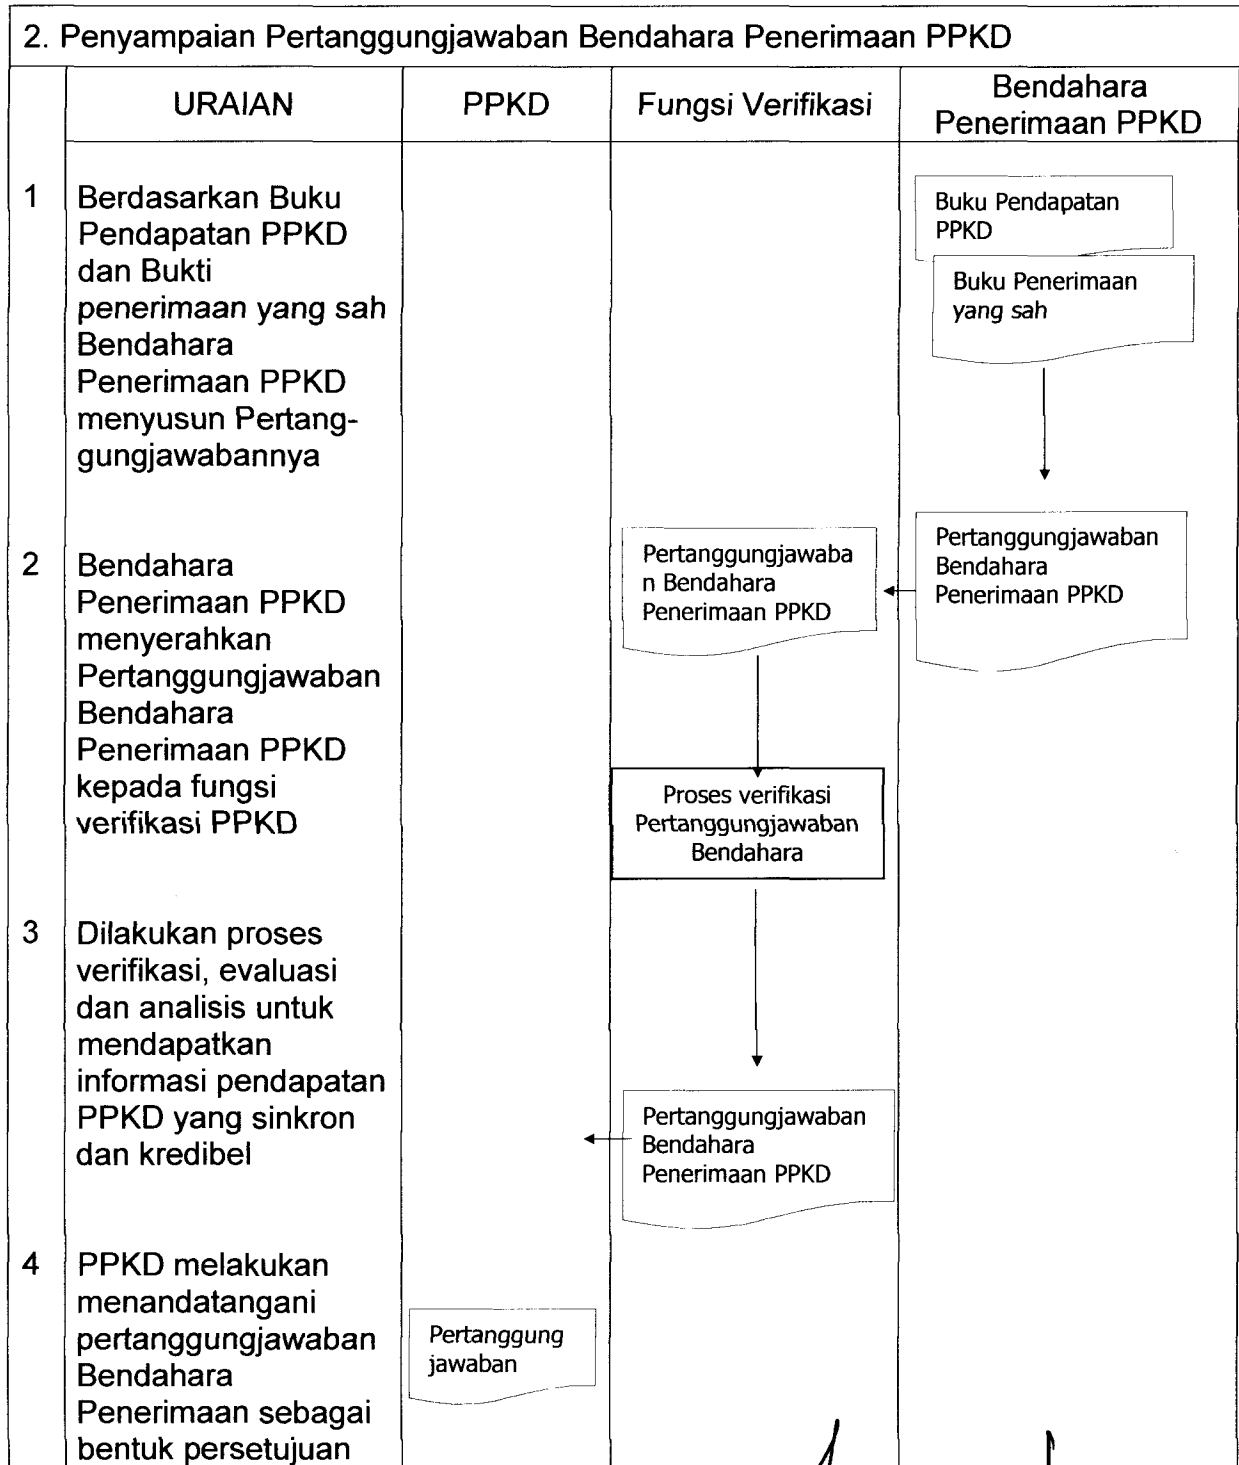 2. Penyampaian Pertanggungjawaban Bendahara Penerimaan PPKD
URAIAN
PPKD
Fungsi Verifikasi
Bendahara
Penerimaan PPKD
1
Berdasarkan Buku
Pendapatan PPKD
dan Bukti
penerimaan yang sah
Bendahara
Penerimaan PPKD
menyusun Pertang-
gungjawabannya
Buku Pendapatan
PPKD
Buku Penerimaan
yang sah
2
Bendahara
Penerimaan PPKD
menyerahkan
Pertanggungjawaban
Bendahara
Penerimaan PPKD
kepada fungsi
verifikasi PPKD
Pertanggungjawaba
n Bendahara
Penerimaan PPKD
Pertanggungjawaban
Bendahara
Penerimaan PPKD
Proses verifikasi
Pertanggungjawaban
Bendahara
3
Dilakukan proses
verifikasi, evaluasi
dan analisis untuk
mendapatkan
informasi pendapatan
PPKD yang sinkron
dan kredibel
Pertanggungjawaban
Bendahara
Penerimaan PPKD
4
PPKD melakukan
menandatangani
pertanggungjawaban
Bendahara
Penerimaan sebagai
bentuk persetujuan
Pertanggung
jawaban